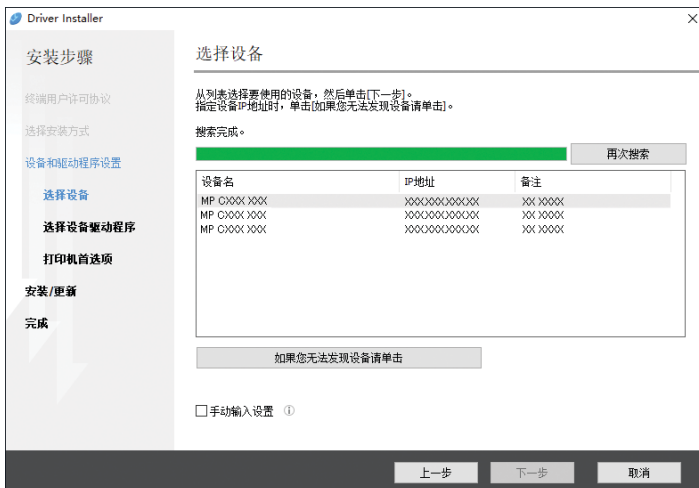 Driver Installer
安装步骤
终端用户许可协议
选择安装方式
设备和驱动程序设置
选择设备
选择设备驱动程序
打印机首选项
安装/更新
完成
选择设备
从列表选择要使用的设备，然后单击[下一步]。
指定设备IP地址时，单击[如果您无法发现设备请单击]。
搜索完成。
再次搜索
设备名 IP地址 备注
MP CXXX XXX XXX.XXX.XXX.XX XX XXXX
MP CXXX XXX XXX.XXX.XXX.XX XX XXXX
MP CXXX XXX XXX.XXX.XXX.XX XX XXXX
如果您无法发现设备请单击
手动输入设置
上一步 下一步 取消